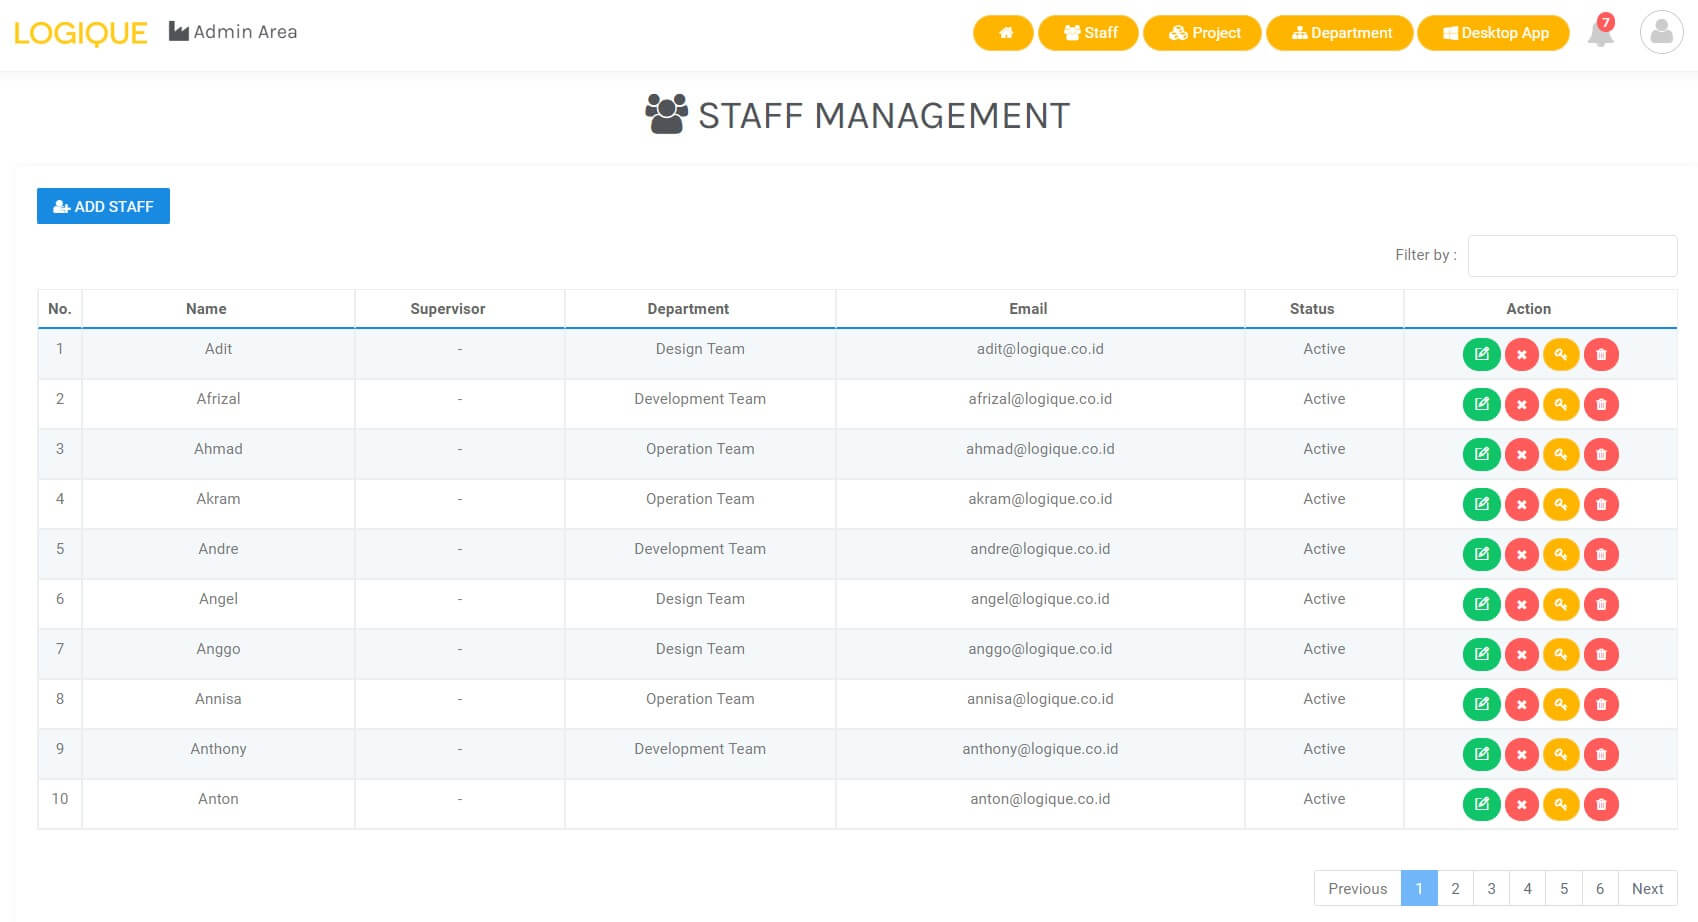 LOGIQUE Admin Area Staff Project Department Desktop App 7
STAFF MANAGEMENT
ADD STAFF
Filter by :
No. Name Supervisor Department Email Status Action
1 Adit - Design Team adit@logique.co.id Active
2 Afrizal - Development Team afrizal@logique.co.id Active
3 Ahmad - Operation Team ahmad@logique.co.id Active
4 Akram - Operation Team akram@logique.co.id Active
5 Andre - Development Team andre@logique.co.id Active
6 Angel - Design Team angel@logique.co.id Active
7 Anggo - Design Team anggo@logique.co.id Active
8 Annisa - Operation Team annisa@logique.co.id Active
9 Anthony - Development Team anthony@logique.co.id Active
10 Anton - anton@logique.co.id Active
Previous 1 2 3 4 5 6 Next